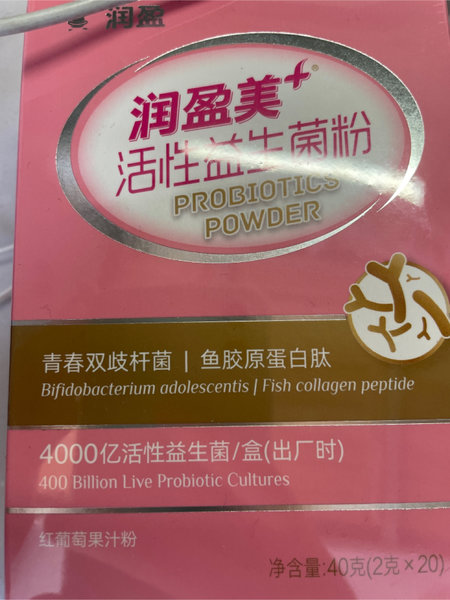 润盈
润盈美+®
活性益生菌粉
PROBIOTICS
POWDER
青春双歧杆菌 | 鱼胶原蛋白肽
Bifidobacterium adolescentis | Fish collagen peptide
4000亿活性益生菌/盒(出厂时)
400 Billion Live Probiotic Cultures
红葡萄果汁粉
净含量:40克(2克×20)